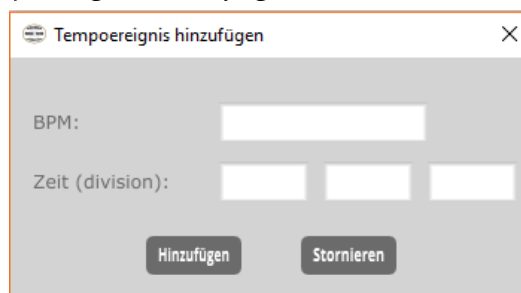 Tempoereignis hinzufügen
BPM:
Zeit (division):
Hinzufügen Stornieren